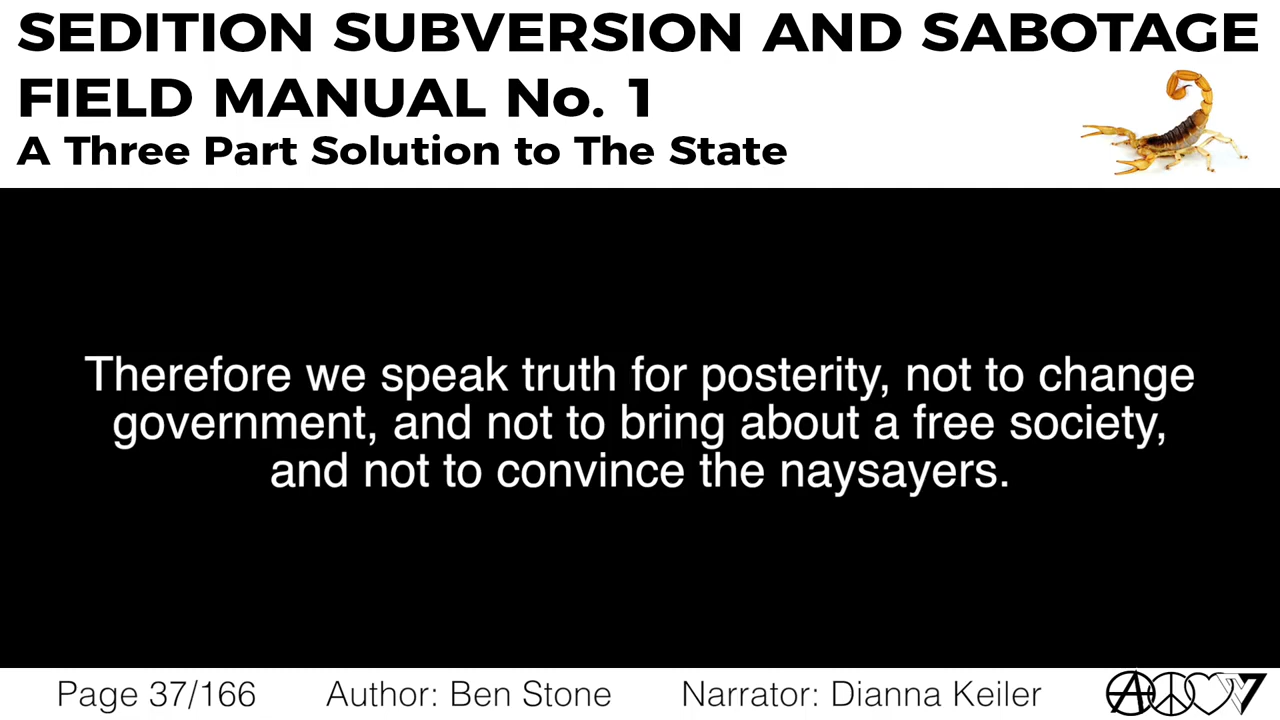 SEDITION SUBVERSION AND SABOTAGE
FIELD MANUAL No. 1
A Three Part Solution to The State
Therefore we speak truth for posterity, not to change
government, and not to bring about a free society,
and not to convince the naysayers.
Page 37/166 Author: Ben Stone Narrator: Dianna Keiler